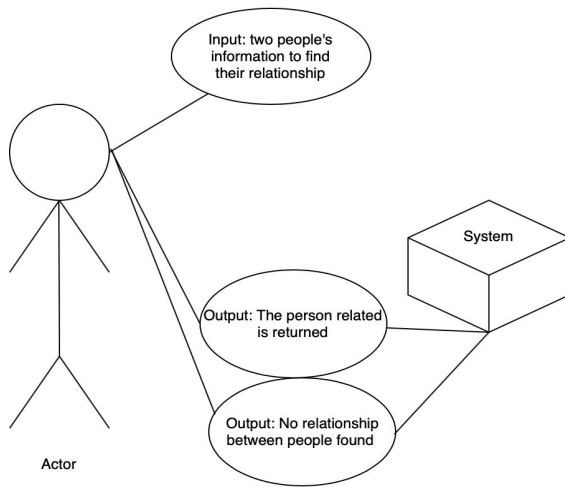 Input: two people's
information to find
their relationship
System
Output: The person related
is returned
Output: No relationship
between people found
Actor